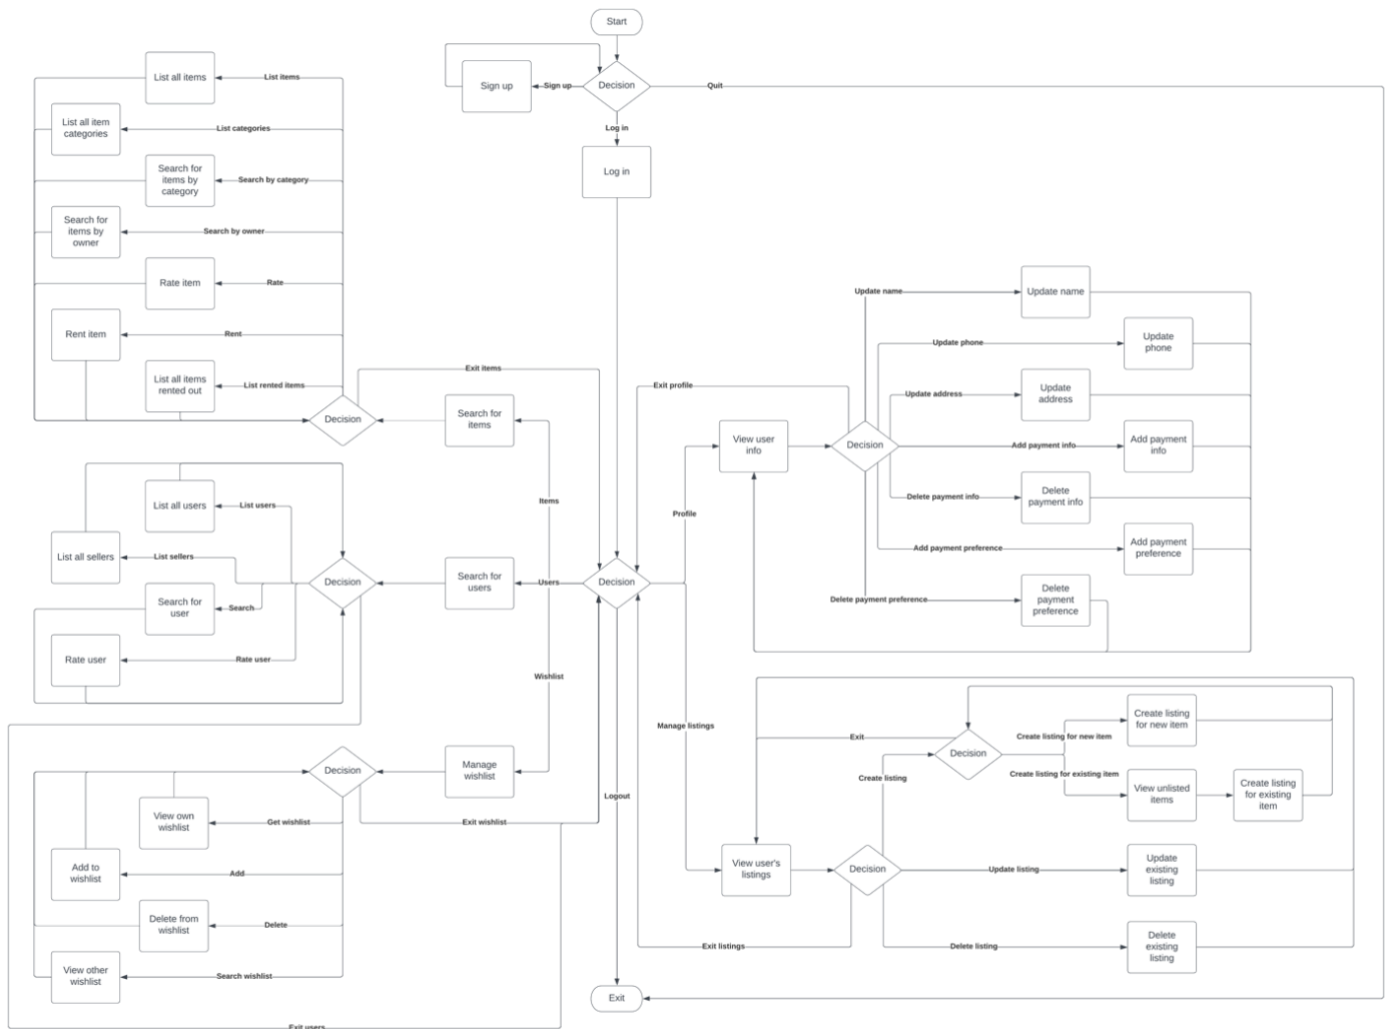 Start
Decision
Sign up
Sign up
Quit
Log in
Log in
List all items
List items
List all item
categories
List categories
Search for
items by
category
Search by category
Search for
items by
owner
Search by owner
Rate item
Rate
Rent item
Rent
List all items
rented out
List rented items
Decision
Exit items
Search for
items
Items
List all users
List users
List all sellers
List sellers
Search for
user
Search
Rate user
Rate user
Decision
Search for
users
Users
Decision
Wishlist
Manage
wishlist
Decision
View own
wishlist
Get wishlist
Exit wishlist
Add to
wishlist
Add
Delete from
wishlist
Delete
View other
wishlist
Search wishlist
Exit users
Logout
Exit
Profile
Exit profile
View user
info
Decision
Update name
Update name
Update phone
Update
phone
Update address
Update
address
Add payment info
Add payment
info
Delete payment info
Delete
payment info
Add payment preference
Add payment
preference
Delete payment preference
Delete
payment
preference
Manage listings
Exit
Decision
Create listing for new item
Create listing
for new item
Create listing for existing item
View unlisted
items
Create listing
for existing
item
Create listing
View user's
listings
Decision
Update listing
Update
existing
listing
Exit listings
Delete listing
Delete
existing
listing